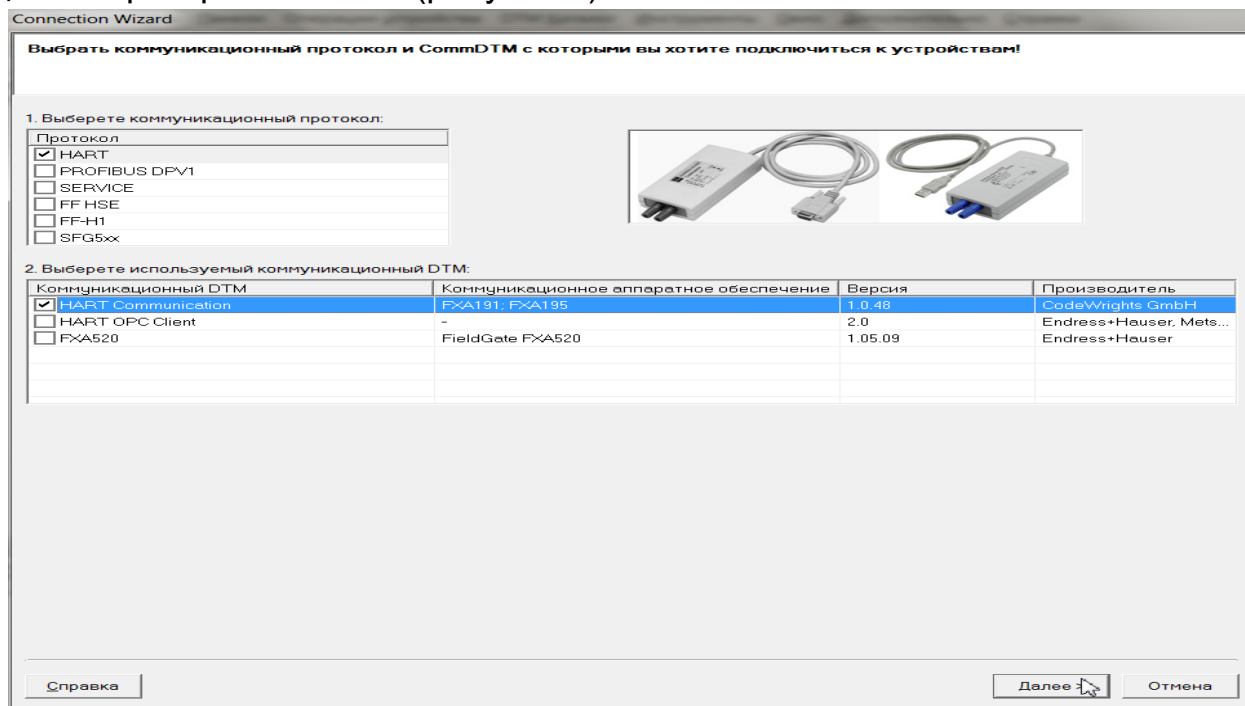 Connection Wizard
Выбрать коммуникационный протокол и CommDTM с которыми вы хотите подключиться к устройствам!
1. Выберете коммуникационный протокол:
Протокол
HART
PROFIBUS DPV1
SERVICE
FF HSE
FF-H1
SFG5xx
2. Выберете используемый коммуникационный DTM:
Коммуникационный DTM Коммуникационное аппаратное обеспечение Версия Производитель
HART Communication FXA191; FXA195 1.0.48 CodeWrights GmbH
HART OPC Client - 2.0 Endress+Hauser, Mets...
FXA520 FieldGate FXA520 1.05.09 Endress+Hauser
Справка Далее > Отмена